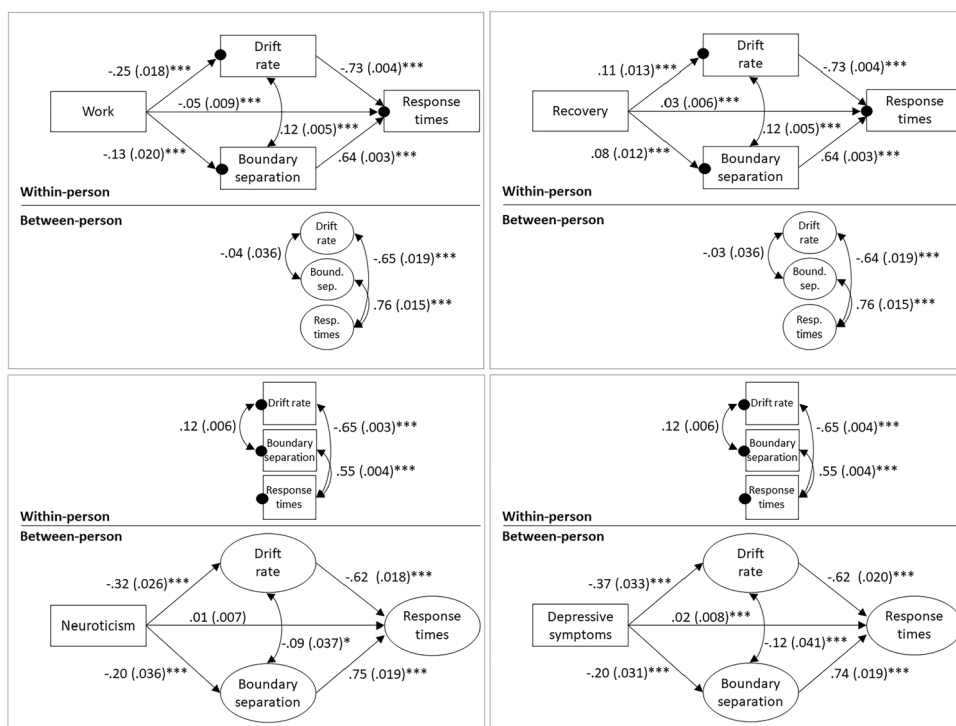 Drift
rate
-.25 (.018)***
-.73 (.004)***
Work
-.05 (.009)***
Response
times
.12 (.005)***
-.13 (.020)***
.64 (.003)***
Boundary
separation
Within-person
Between-person
Drift
rate
-.04 (.036)
-.65 (.019)***
Bound.
sep.
.76 (.015)***
Resp.
times
Drift
rate
.11 (.013)***
-.73 (.004)***
Recovery
.03 (.006)***
Response
times
.12 (.005)***
.08 (.012)***
.64 (.003)***
Boundary
separation
Within-person
Between-person
Drift
rate
-.03 (.036)
-.64 (.019)***
Bound.
sep.
.76 (.015)***
Resp.
times
Drift rate
.12 (.006)
-.65 (.003)***
Boundary
separation
.55 (.004)***
Response
times
Within-person
Between-person
Drift
rate
-.32 (.026)***
-.62 (.018)***
Neuroticism
.01 (.007)
Response
times
-.09 (.037)*
-.20 (.036)***
.75 (.019)***
Boundary
separation
Drift rate
.12 (.006)
-.65 (.004)***
Boundary
separation
.55 (.004)***
Response
times
Within-person
Between-person
Drift
rate
-.37 (.033)***
-.62 (.020)***
Depressive
symptoms
.02 (.008)***
Response
times
-.12 (.041)***
-.20 (.031)***
.74 (.019)***
Boundary
separation